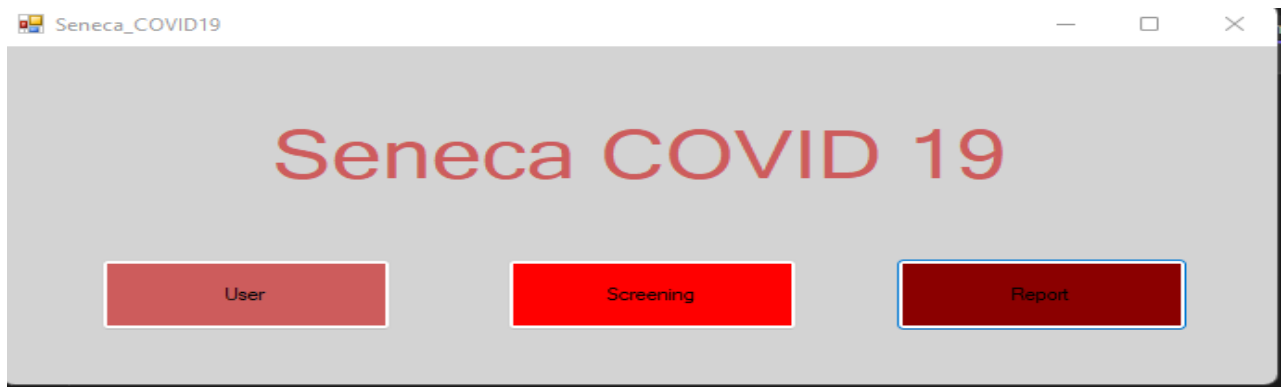 Seneca_COVID19
Seneca COVID 19
User
Screening
Report